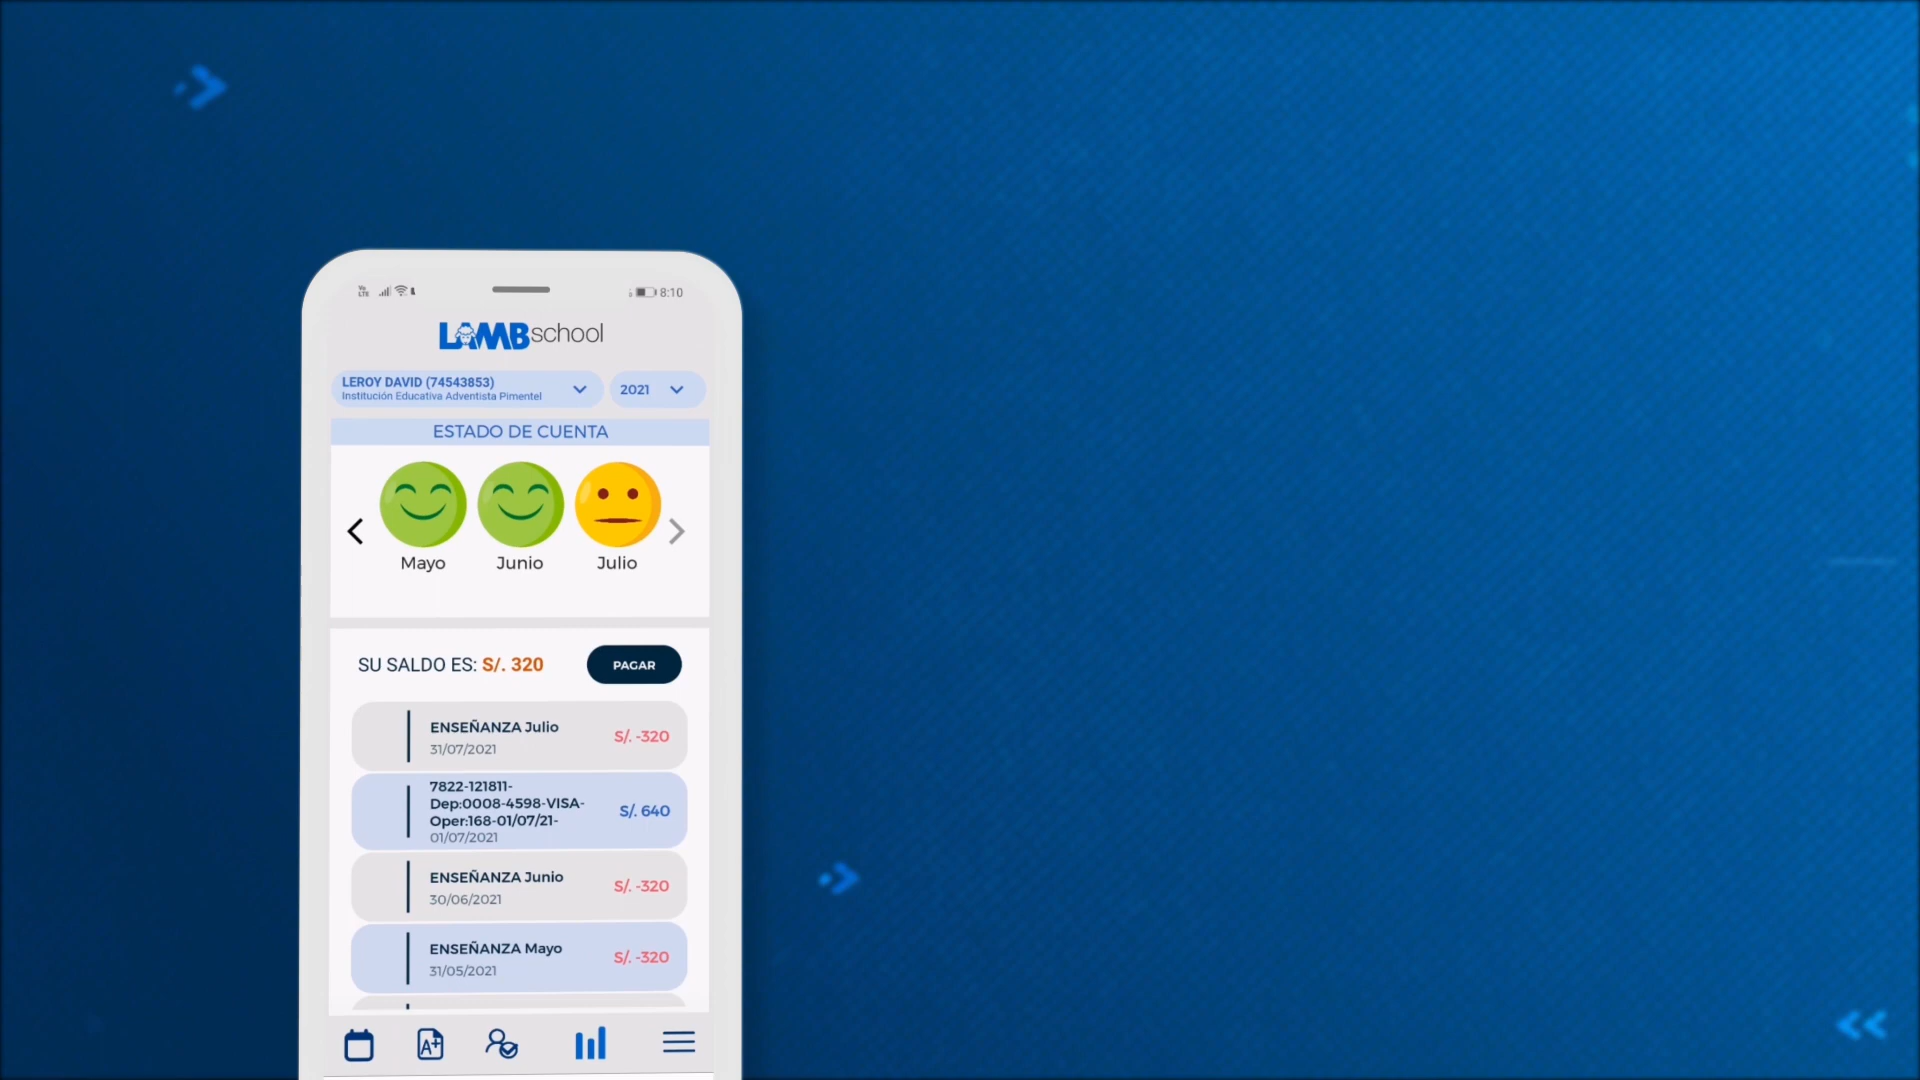 Vo
LTE
8:10
LAMBschool
LEROY DAVID (74543853)
Institución Educativa Adventista Pimentel
2021
ESTADO DE CUENTA
Mayo
Junio
Julio
SU SALDO ES: S/. 320
PAGAR
ENSEÑANZA Julio
31/07/2021
S/. -320
7822-121811-
Dep:0008-4598-VISA-
Oper:168-01/07/21-
01/07/2021
S/. 640
ENSEÑANZA Junio
30/06/2021
S/. -320
ENSEÑANZA Mayo
31/05/2021
S/. -320
A+